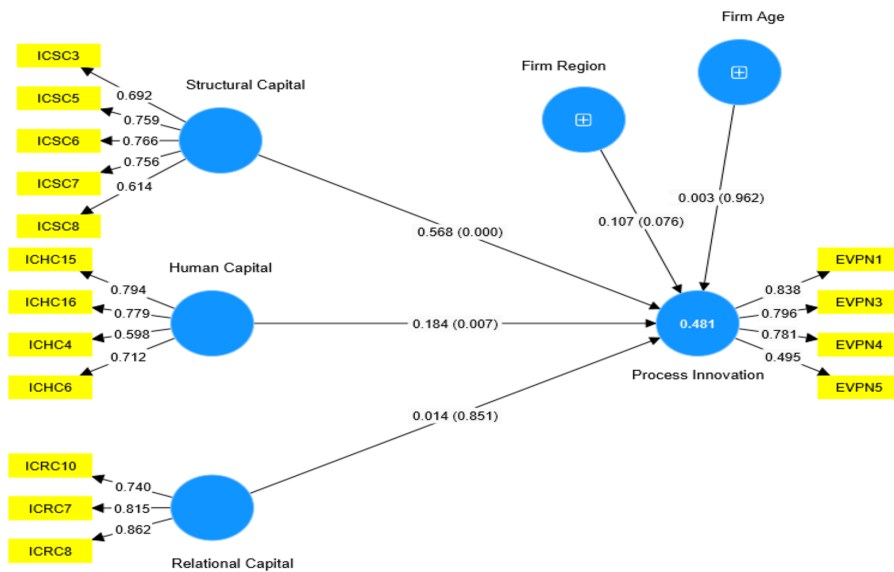 Firm Age
Firm Region
ICSC3
Structural Capital
0.692
ICSC5
0.759
ICSC6
0.766
ICSC7
0.756
0.614
ICSC8
0.003 (0.962)
0.107 (0.076)
0.568 (0.000)
ICHC15
Human Capital
0.794
ICHC16
0.779
ICHC4
0.598
0.712
ICHC6
0.184 (0.007)
0.481
Process Innovation
EVPN1
0.838
EVPN3
0.796
EVPN4
0.781
0.495
EVPN5
0.014 (0.851)
ICRC10
0.740
ICRC7
0.815
0.862
ICRC8
Relational Capital